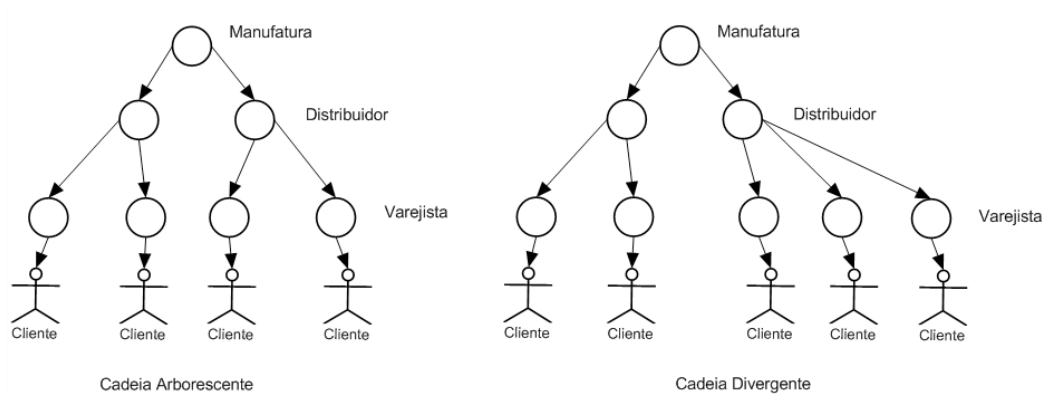 Manufatura
Manufatura
Distribuidor
Distribuidor
Varejista
Varejista
Cliente Cliente Cliente Cliente
Cliente Cliente Cliente Cliente Cliente
Cadeia Arborescente
Cadeia Divergente